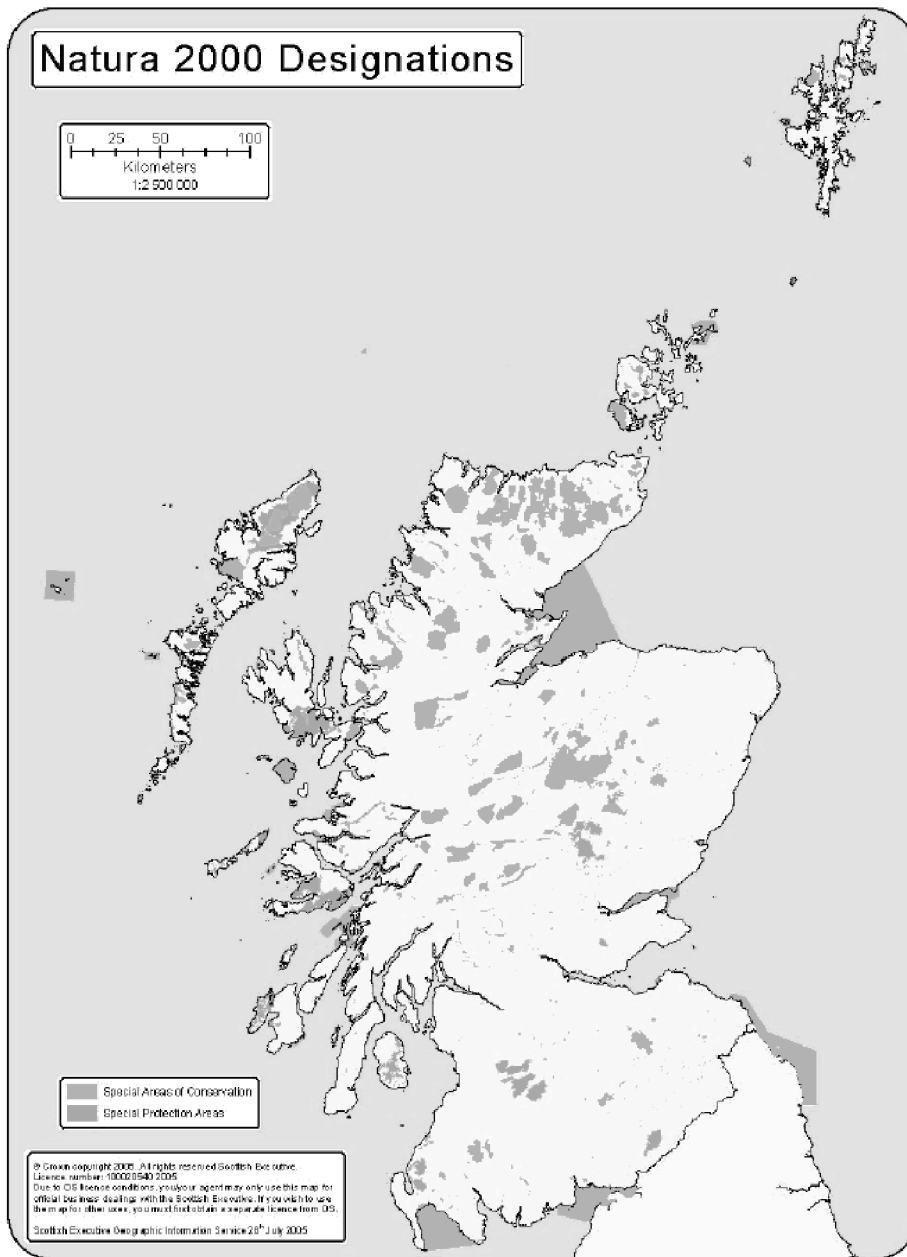 Natura 2000 Designations
0 25 50 100
Kilometers
1:2 500 000
Special Areas of Conservation
Special Protection Areas
© Crown copyright 2005. All rights reserved Scottish Executive.
Licence number: 100020540 2005.
Due to OS licence conditions, you/your agent may only use this map for
official business dealings with the Scottish Executive. If you wish to use
the map for other uses, you must first obtain a separate licence from OS.
Scottish Executive Geographic Information Service 26th July 2005